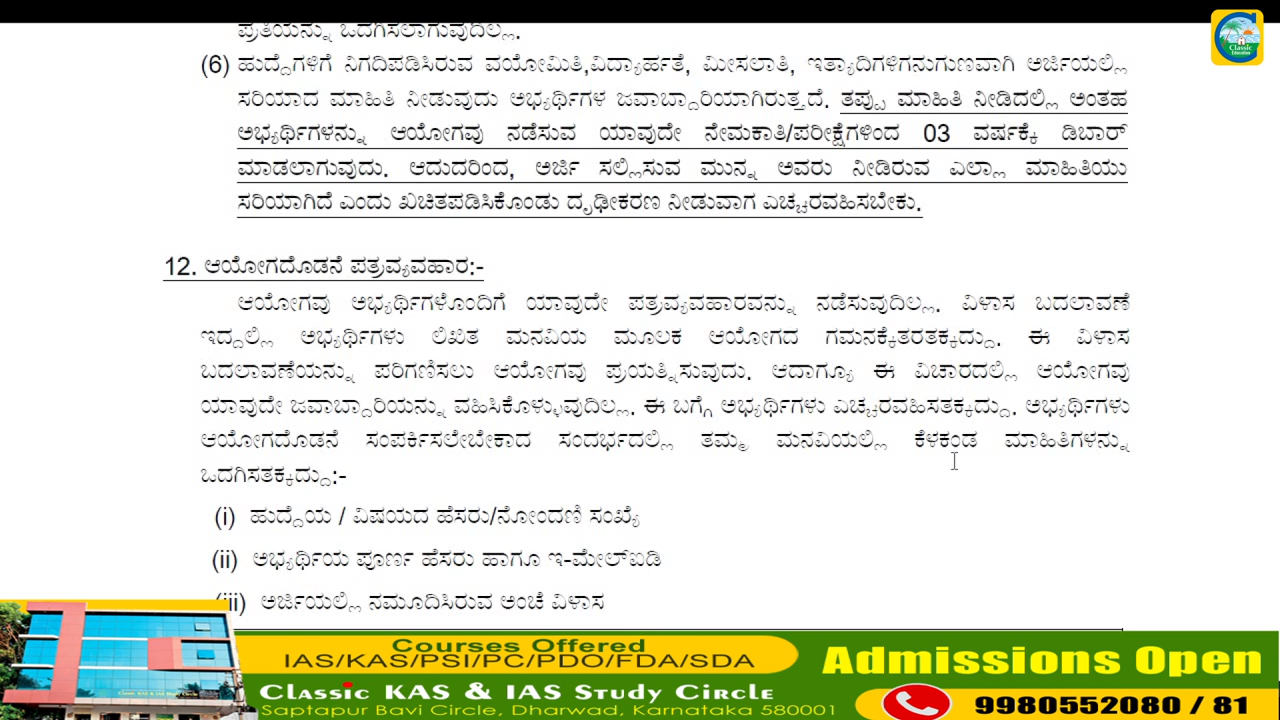 ಪ್ರತಿಯನ್ನು ಒದಗಿಸಲಾಗುವುದಿಲ್ಲ.
(6) ಹುದ್ದೆಗಳಿಗೆ ನಿಗದಿಪಡಿಸಿರುವ ವಯೋಮಿತಿ,ವಿದ್ಯಾರ್ಹತೆ, ಮೀಸಲಾತಿ, ಇತ್ಯಾದಿಗಳಿಗನುಗುಣವಾಗಿ ಅರ್ಜಿಯಲ್ಲಿ
ಸರಿಯಾದ ಮಾಹಿತಿ ನೀಡುವುದು ಅಭ್ಯರ್ಥಿಗಳ ಜವಾಬ್ದಾರಿಯಾಗಿರುತ್ತದೆ. ತಪ್ಪು ಮಾಹಿತಿ ನೀಡಿದಲ್ಲಿ ಅಂತಹ
ಅಭ್ಯರ್ಥಿಗಳನ್ನು ಆಯೋಗವು ನಡೆಸುವ ಯಾವುದೇ ನೇಮಕಾತಿ/ಪರೀಕ್ಷೆಗಳಿಂದ 03 ವರ್ಷಕ್ಕೆ ಡಿಬಾರ್
ಮಾಡಲಾಗುವುದು. ಆದುದರಿಂದ, ಅರ್ಜಿ ಸಲ್ಲಿಸುವ ಮುನ್ನ ಅವರು ನೀಡಿರುವ ಎಲ್ಲಾ ಮಾಹಿತಿಯು
ಸರಿಯಾಗಿದೆ ಎಂದು ಖಚಿತಪಡಿಸಿಕೊಂಡು ದೃಢೀಕರಣ ನೀಡುವಾಗ ಎಚ್ಚರವಹಿಸಬೇಕು.
12. ಆಯೋಗದೊಡನೆ ಪತ್ರವ್ಯವಹಾರ:-
ಆಯೋಗವು ಅಭ್ಯರ್ಥಿಗಳೊಂದಿಗೆ ಯಾವುದೇ ಪತ್ರವ್ಯವಹಾರವನ್ನು ನಡೆಸುವುದಿಲ್ಲ. ವಿಳಾಸ ಬದಲಾವಣೆ
ಇದ್ದಲ್ಲಿ ಅಭ್ಯರ್ಥಿಗಳು ಲಿಖಿತ ಮನವಿಯ ಮೂಲಕ ಆಯೋಗದ ಗಮನಕ್ಕೆತರತಕ್ಕದ್ದು. ಈ ವಿಳಾಸ
ಬದಲಾವಣೆಯನ್ನು ಪರಿಗಣಿಸಲು ಆಯೋಗವು ಪ್ರಯತ್ನಿಸುವುದು. ಆದಾಗ್ಯೂ ಈ ವಿಚಾರದಲ್ಲಿ ಆಯೋಗವು
ಯಾವುದೇ ಜವಾಬ್ದಾರಿಯನ್ನು ವಹಿಸಿಕೊಳ್ಳುವುದಿಲ್ಲ. ಈ ಬಗ್ಗೆ ಅಭ್ಯರ್ಥಿಗಳು ಎಚ್ಚರವಹಿಸತಕ್ಕದ್ದು. ಅಭ್ಯರ್ಥಿಗಳು
ಆಯೋಗದೊಡನೆ ಸಂಪರ್ಕಿಸಲೇಬೇಕಾದ ಸಂದರ್ಭದಲ್ಲಿ ತಮ್ಮ ಮನವಿಯಲ್ಲಿ ಕೆಳಕಂಡ ಮಾಹಿತಿಗಳನ್ನು
ಒದಗಿಸತಕ್ಕದ್ದು:-
(i) ಹುದ್ದೆಯ / ವಿಷಯದ ಹೆಸರು/ನೋಂದಣಿ ಸಂಖ್ಯೆ
(ii) ಅಭ್ಯರ್ಥಿಯ ಪೂರ್ಣ ಹೆಸರು ಹಾಗೂ ಇ-ಮೇಲ್‌ಐಡಿ
(iii) ಅರ್ಜಿಯಲ್ಲಿ ನಮೂದಿಸಿರುವ ಅಂಚೆ ವಿಳಾಸ
Classic
Education
Courses Offered
IAS/KAS/PSI/PC/PDO/FDA/SDA
Classic KAS & IAS Study Circle
Saptapur Bavi Circle, Dharwad, Karnataka 580001
Admissions Open
9980552080 / 81